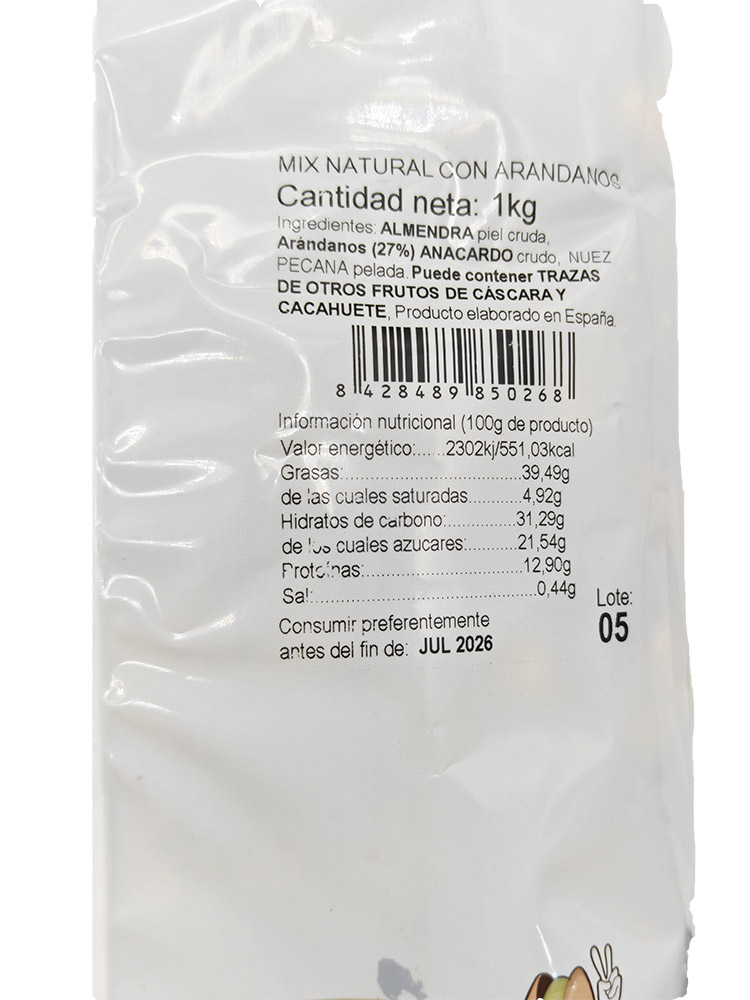 MIX NATURAL CON ARANDANOS
Cantidad neta: 1kg
Ingredientes: ALMENDRA piel cruda,
Arándanos (27%) ANACARDO crudo, NUEZ
PECANA pelada. Puede contener TRAZAS
DE OTROS FRUTOS DE CÁSCARA Y
CACAHUETE, Producto elaborado en España.
8 428489 850268
Información nutricional (100g de producto)
Valor energético:... ..2302kj/551,03kcal
Grasas:..............................39,49g
de las cuales saturadas..........4,92g
Hidratos de carbono:.............31,29g
de los cuales azucares:..........21,54g
Proteínas:...........................12,90g
Sal:.....................................0,44g
Lote:
05
Consumir preferentemente
antes del fin de: JUL 2026